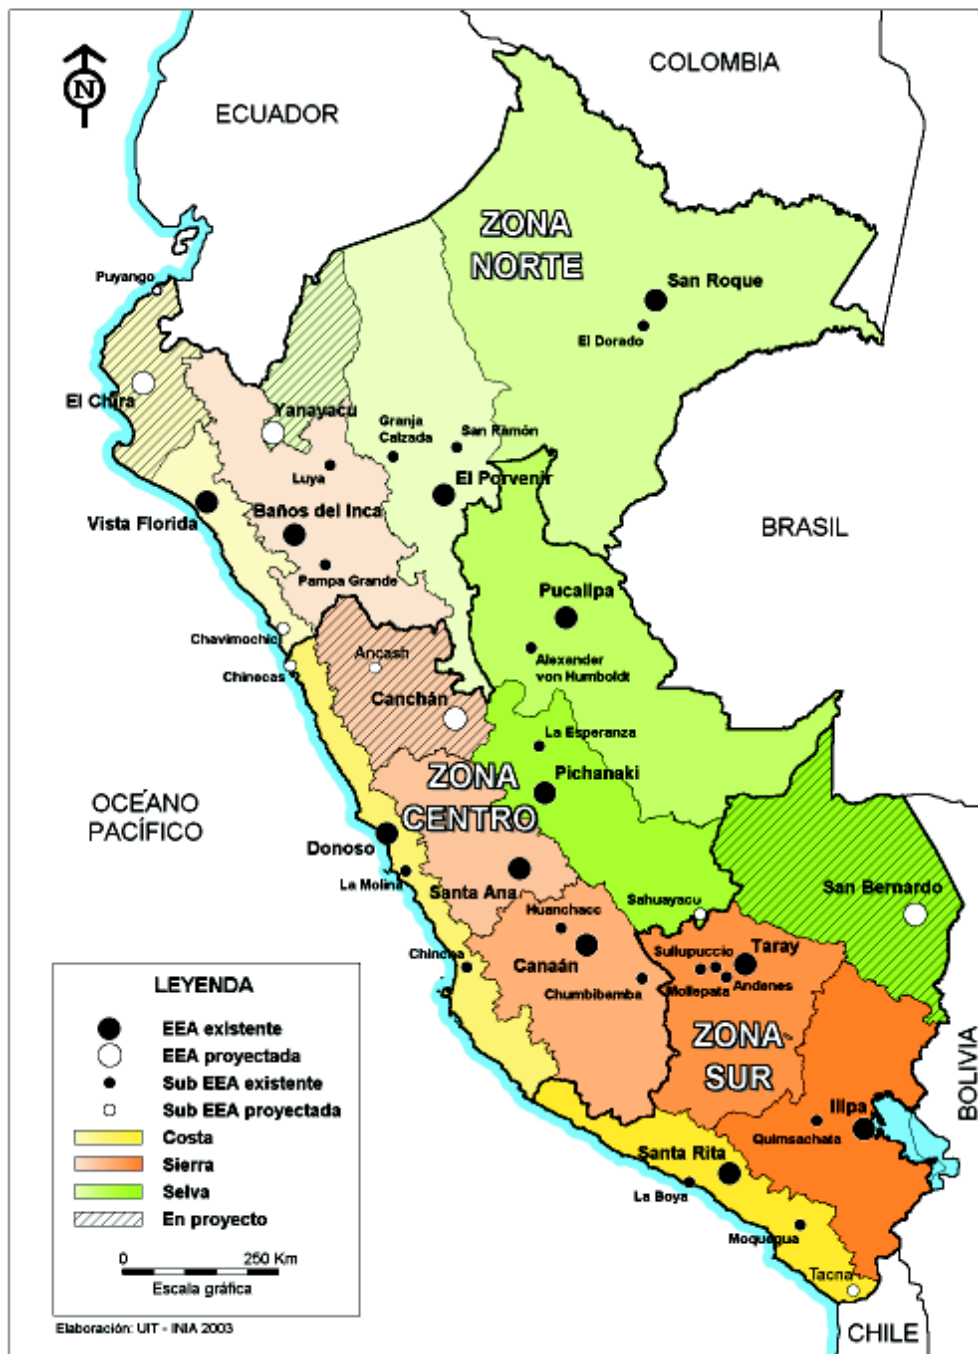 N
COLOMBIA
ECUADOR
ZONA
NORTE
Puyango
San Roque
El Dorado
El Chira
Yanayacu
Granja
Calzada
San Ramón
Luya
El Porvenir
Vista Florida
Baños del Inca
BRASIL
Pampa Grande
Pucallpa
Chavimochic
Ancash
Alexander
von Humboldt
Chinecas
Canchán
La Esperanza
ZONA
CENTRO
Pichanaki
OCÉANO
PACÍFICO
Donoso
La Molina
Santa Ana
San Bernardo
Sahuayacu
Huanchacc
Chincha
Canaán
Sullupuccio
Taray
Mollepata
Andenes
Chumbibamba
ZONA
SUR
BOLIVIA
Illpa
Quimsachata
Santa Rita
La Boya
Moquegua
Tacna
CHILE
LEYENDA
EEA existente
EEA proyectada
Sub EEA existente
Sub EEA proyectada
Costa
Sierra
Selva
En proyecto
0 250 Km
Escala gráfica
Elaboración: UIT - INIA 2003